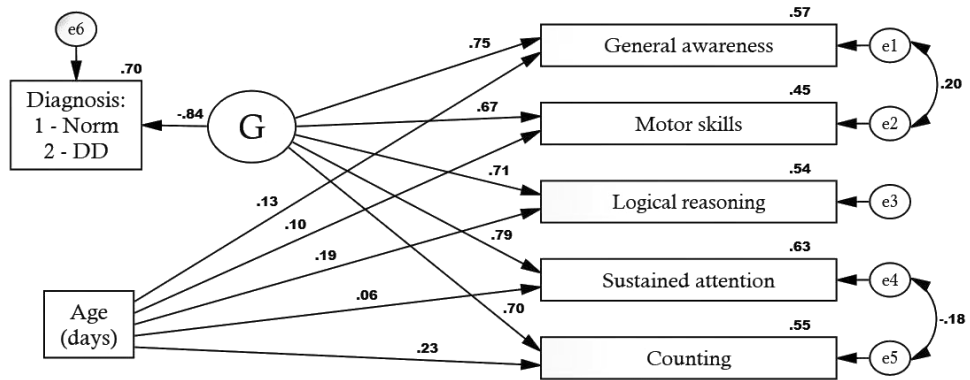 e6
.70
Diagnosis:
1 - Norm
2 - DD
-.84
G
.75
.67
.71
.79
.70
.13
.10
.19
.06
.23
Age
(days)
.57
General awareness
e1
.20
.45
Motor skills
e2
.54
Logical reasoning
e3
.63
Sustained attention
e4
-.18
.55
Counting
e5